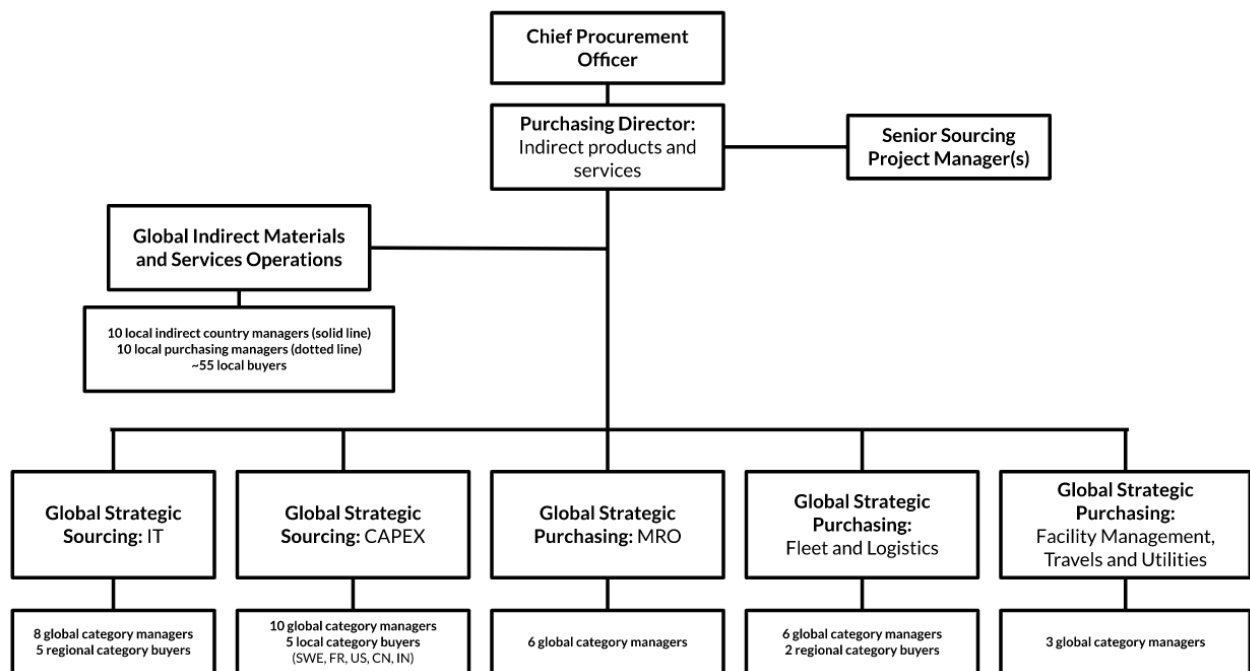 Chief Procurement
Officer
Purchasing Director:
Indirect products and
services
Senior Sourcing
Project Manager(s)
Global Indirect Materials
and Services Operations
10 local indirect country managers (solid line)
10 local purchasing managers (dotted line)
~55 local buyers
Global Strategic
Sourcing: IT
Global Strategic
Sourcing: CAPEX
Global Strategic
Purchasing: MRO
Global Strategic
Purchasing:
Fleet and Logistics
Global Strategic
Purchasing:
Facility Management,
Travels and Utilities
8 global category managers
5 regional category buyers
10 global category managers
5 local category buyers
(SWE, FR, US, CN, IN)
6 global category managers
6 global category managers
2 regional category buyers
3 global category managers